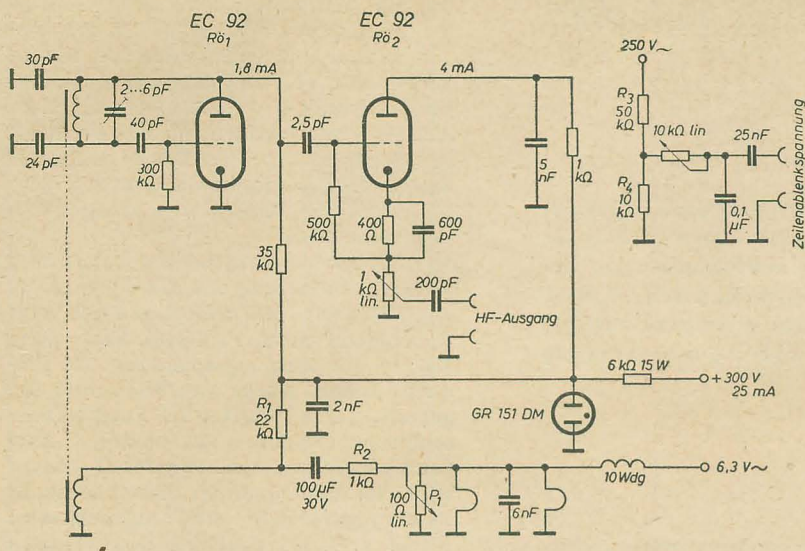 EC 92
Rö₁
EC 92
Rö₂
30 pF
1,8 mA
4 mA
250 V~
2...6 pF
40 pF
24 pF
300
kΩ
2,5 pF
500
kΩ
400
Ω
600
pF
5
nF
1
kΩ
R₃
50
kΩ
10 kΩ lin
25 nF
R₄
10
kΩ
0,1
µF
Zeilenablenkspannung
35
kΩ
1
kΩ
lin.
200 pF
HF-Ausgang
6 kΩ 15 W
+300 V
25 mA
R₁
22
kΩ
2 nF
GR 151 DM
R₂
1 kΩ
100 µF
30 V
100
Ω
lin.
P₁
6 nF
10 Wdg
6,3 V~